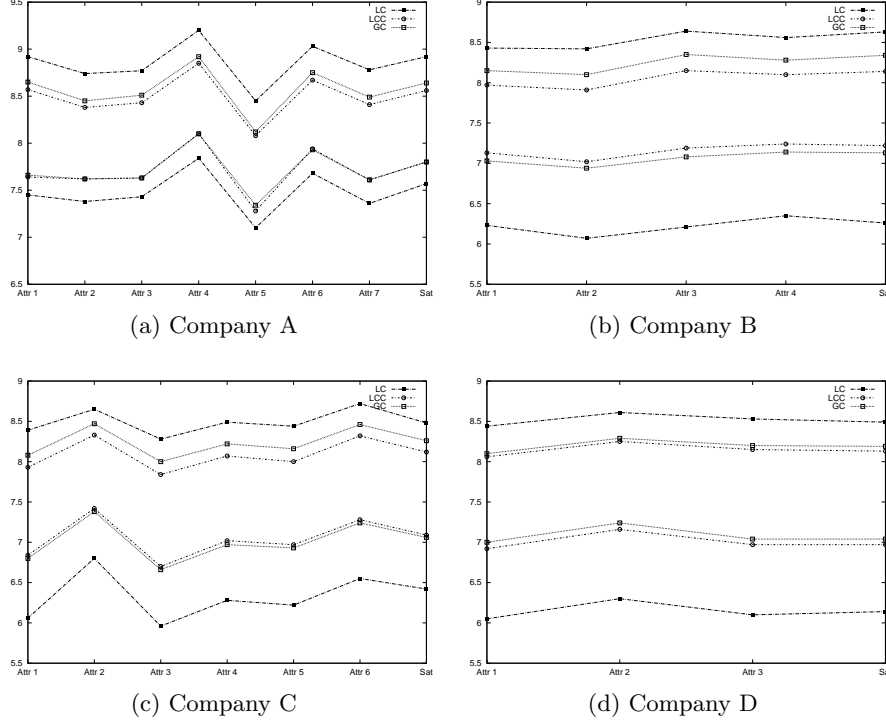 9.5
9
8.5
8
7.5
7
6.5
Attr 1 Attr 2 Attr 3 Attr 4 Attr 5 Attr 6 Attr 7 Sat
LC
LCC
GC
(a) Company A
9
8.5
8
7.5
7
6.5
6
5.5
Attr 1 Attr 2 Attr 3 Attr 4 Sat
LC
LCC
GC
(b) Company B
9
8.5
8
7.5
7
6.5
6
5.5
Attr 1 Attr 2 Attr 3 Attr 4 Attr 5 Attr 6 Sat
LC
LCC
GC
(c) Company C
9
8.5
8
7.5
7
6.5
6
5.5
Attr 1 Attr 2 Attr 3 Sat
LC
LCC
GC
(d) Company D